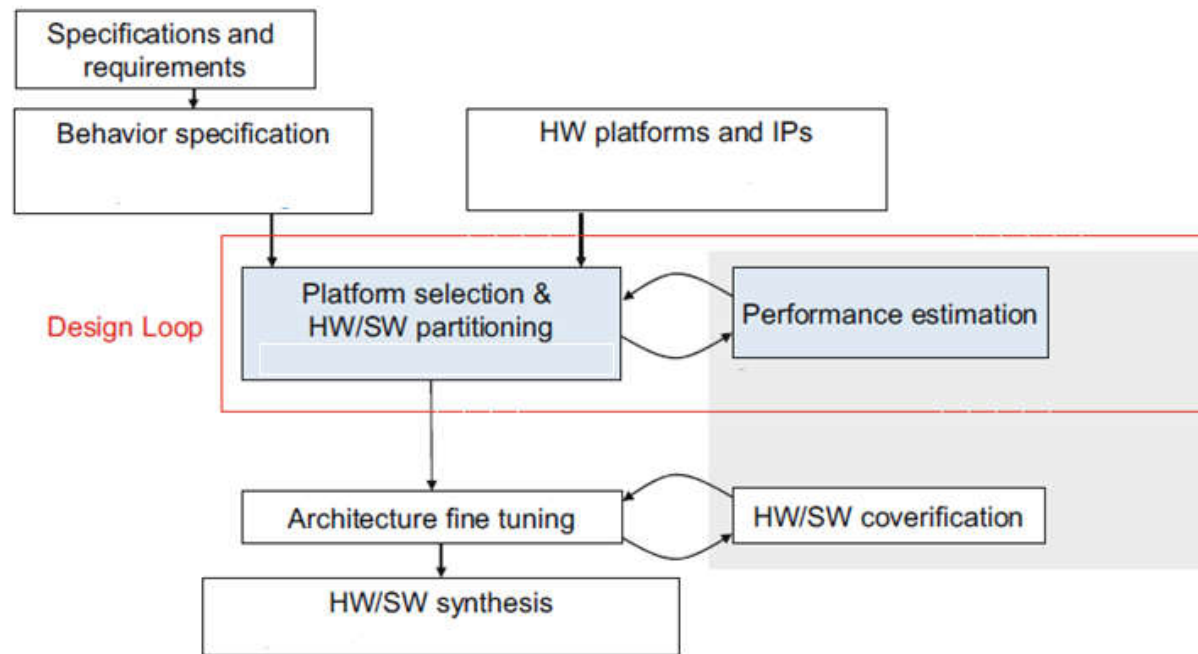 Specifications and
requirements
Behavior specification
HW platforms and IPs
Design Loop
Platform selection &
HW/SW partitioning
Performance estimation
Architecture fine tuning
HW/SW coverification
HW/SW synthesis